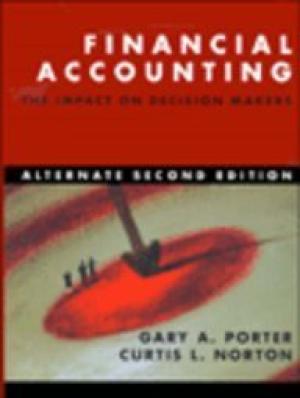 FINANCIAL
ACCOUNTING
THE IMPACT ON DECISION MAKERS
ALTERNATE SECOND EDITION
GARY A. PORTER
CURTIS L. NORTON